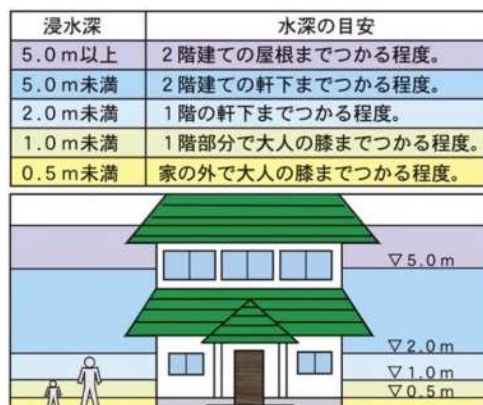 浸水深 水深の目安
5.0m以上 2階建ての屋根までつかる程度。
5.0m未満 2階建ての軒下までつかる程度。
2.0m未満 1階の軒下までつかる程度。
1.0m未満 1階部分で大人の膝までつかる程度。
0.5m未満 家の外で大人の膝までつかる程度。
▽5.0m
▽2.0m
▽1.0m
▽0.5m